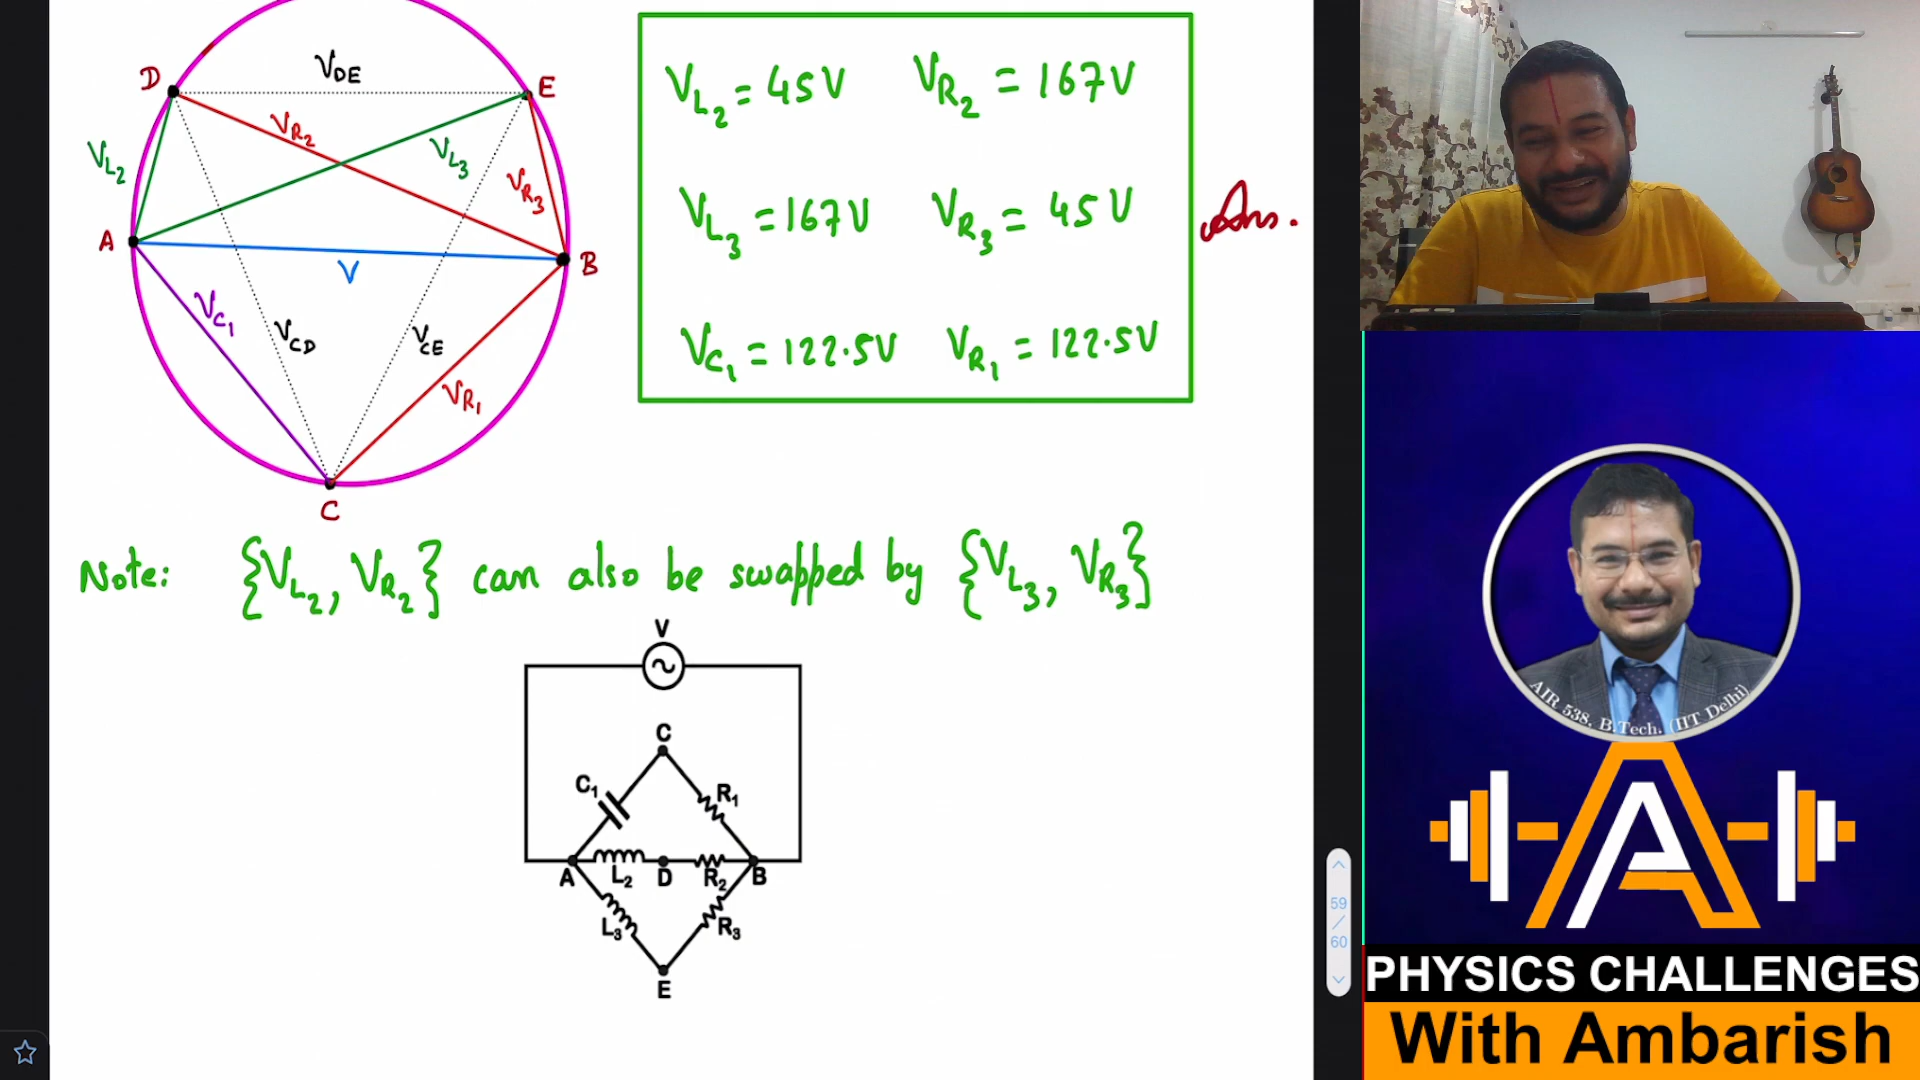 D
V_DE
E
V_L2
V_R2
V_L3
V_R3
A
V
B
V_C1
V_CD
V_CE
V_R1
C
V_L2 = 45V V_R2 = 167V
V_L3 = 167V V_R3 = 45V
V_C1 = 122.5V V_R1 = 122.5V
Ans.
Note: {V_L2, V_R2} can also be swapped by {V_L3, V_R3}
V
C
C1 R1
A L2 D R2 B
L3 R3
E
59
/
60
AIR 538, B.Tech. (IIT Delhi)
A
PHYSICS CHALLENGES
With Ambarish